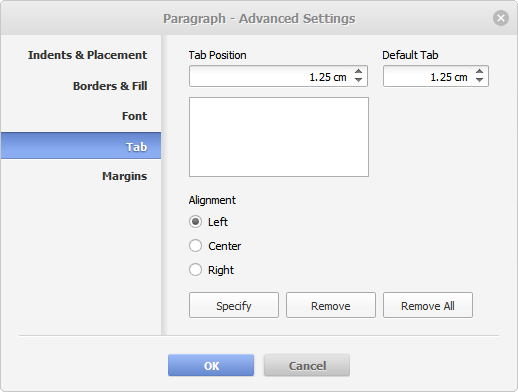 Paragraph - Advanced Settings
Indents & Placement
Borders & Fill
Font
Tab
Margins
Tab Position
Default Tab
1.25 cm
1.25 cm
Alignment
Left
Center
Right
Specify
Remove
Remove All
OK
Cancel